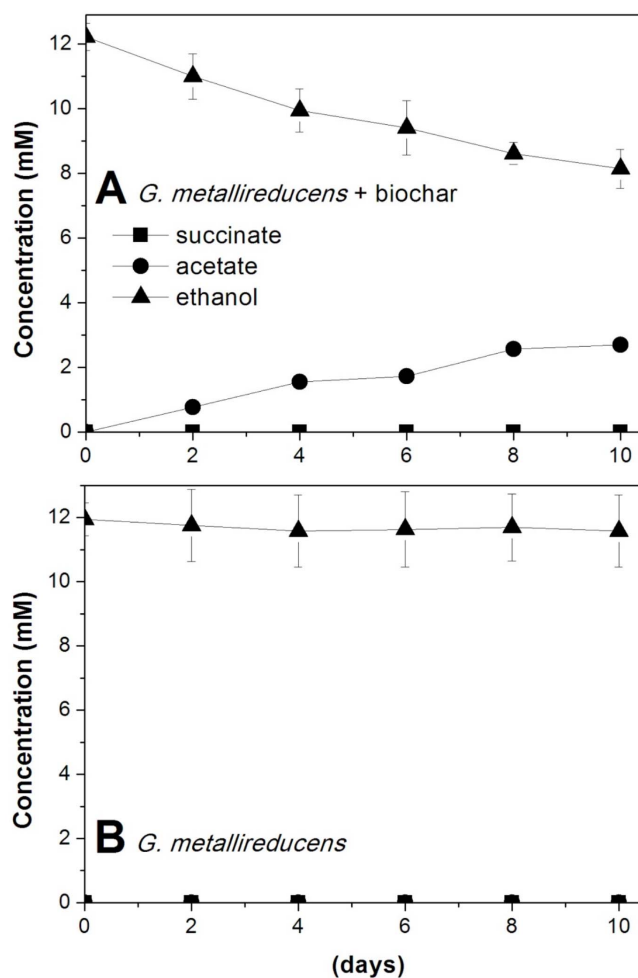 12
10
8
6
4
2
0
Concentration (mM)
A G. metallireducens + biochar
succinate
acetate
ethanol
0 2 4 6 8 10
12
10
8
6
4
2
0
Concentration (mM)
B G. metallireducens
0 2 4 6 8 10
(days)